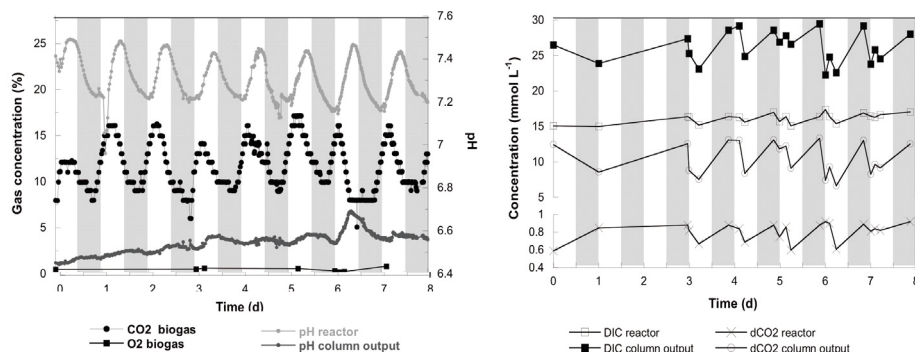 Gas concentration (%)
25
20
15
10
5
0
7.6
7.4
7.2
7
6.8
6.6
6.4
pH
0 1 2 3 4 5 6 7 8
Time (d)
CO2 biogas
pH reactor
O2 biogas
pH column output
Concentration (mmol L-1)
30
25
20
15
10
5
1
0.8
0.6
0.4
0 1 2 3 4 5 6 7 8
Time (d)
DIC reactor
dCO2 reactor
DIC column output
dCO2 column output